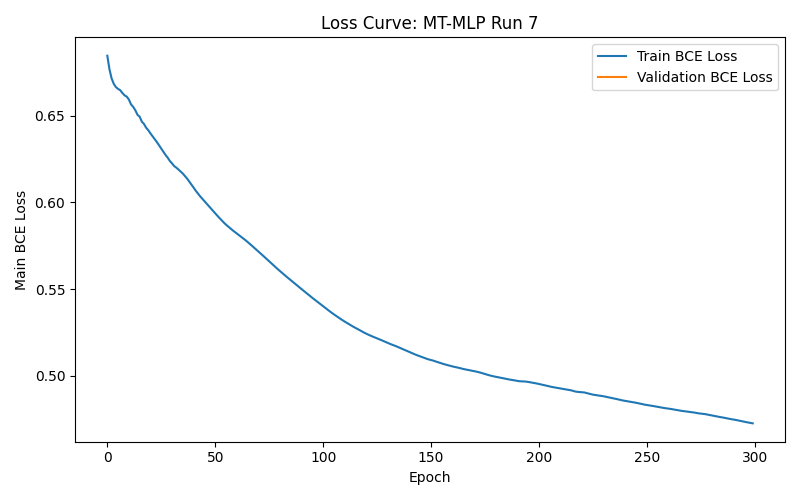 Loss Curve: MT-MLP Run 7
Train BCE Loss
Validation BCE Loss
Main BCE Loss
0.65
0.60
0.55
0.50
0 50 100 150 200 250 300
Epoch